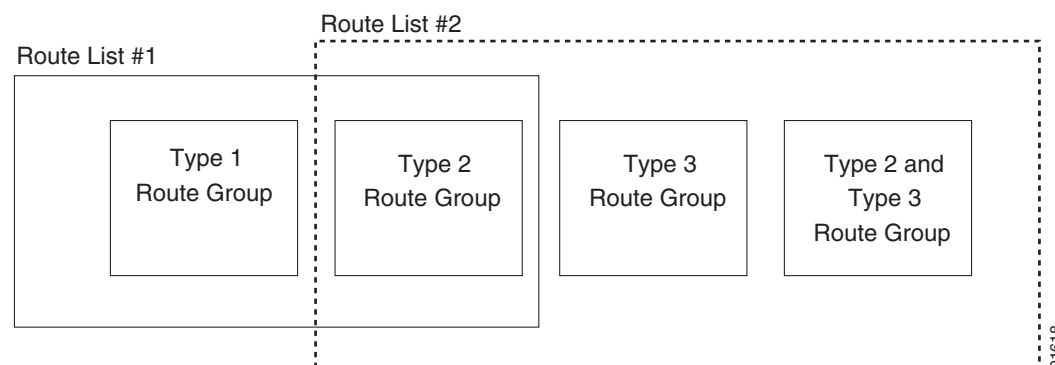 Route List #2
Route List #1
Type 1
Route Group
Type 2
Route Group
Type 3
Route Group
Type 2 and
Type 3
Route Group